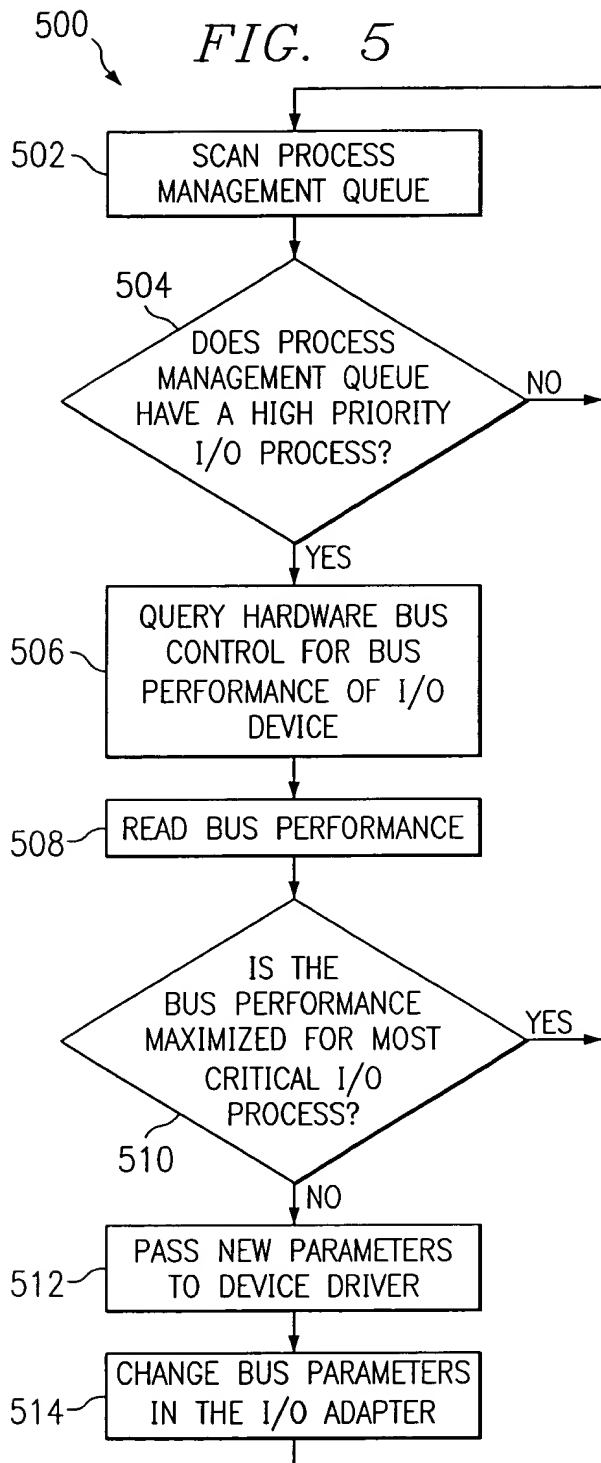 500
FIG. 5
502
SCAN PROCESS
MANAGEMENT QUEUE
504
DOES PROCESS
MANAGEMENT QUEUE
HAVE A HIGH PRIORITY
I/O PROCESS?
NO
YES
506
QUERY HARDWARE BUS
CONTROL FOR BUS
PERFORMANCE OF I/O
DEVICE
508
READ BUS PERFORMANCE
IS THE
BUS PERFORMANCE
MAXIMIZED FOR MOST
CRITICAL I/O
PROCESS?
YES
510
NO
512
PASS NEW PARAMETERS
TO DEVICE DRIVER
514
CHANGE BUS PARAMETERS
IN THE I/O ADAPTER